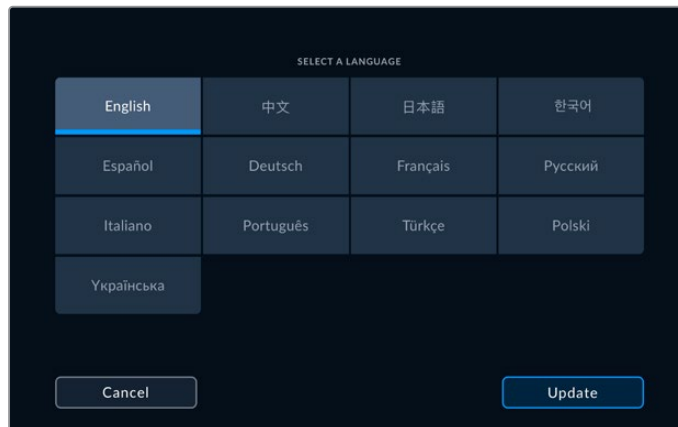 SELECT A LANGUAGE
English 中文 日本語 한국어
Español Deutsch Français Русский
Italiano Português Türkçe Polski
Українська
Cancel Update